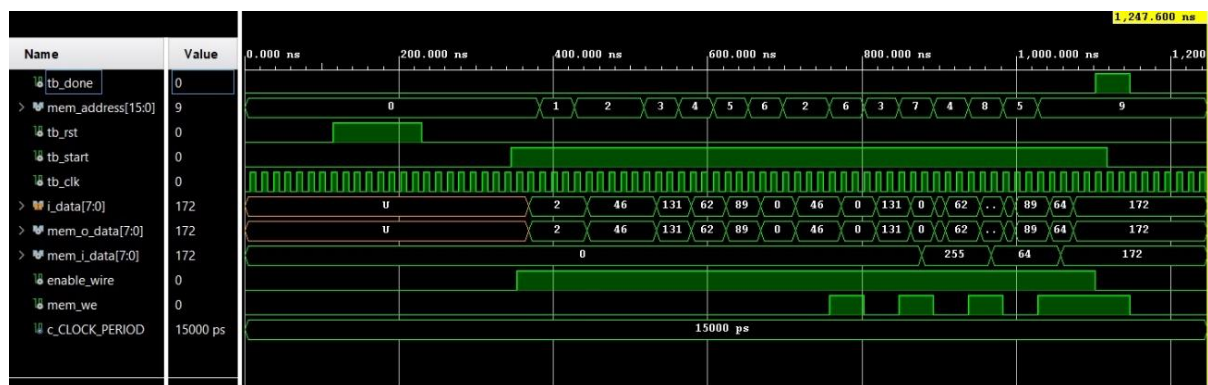 1,247.600 ns
Name Value 0.000 ns 200.000 ns 400.000 ns 600.000 ns 800.000 ns 1,000.000 ns 1,200
tb_done 0
> mem_address[15:0] 9 0 1 2 3 4 5 6 2 6 3 7 4 8 5 9
tb_rst 0
tb_start 0
tb_clk 0
> i_data[7:0] 172 U 2 46 131 62 89 0 46 0 131 0 62 .. 89 64 172
> mem_o_data[7:0] 172 U 2 46 131 62 89 0 46 0 131 0 62 .. 89 64 172
> mem_i_data[7:0] 172 0 255 64 172
enable_wire 0
mem_we 0
c_CLOCK_PERIOD 15000 ps 15000 ps